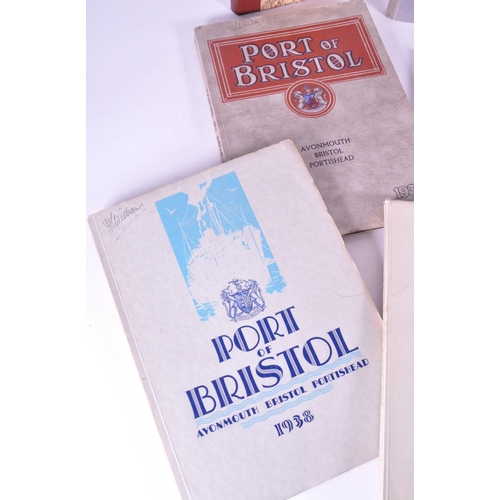 PORT OF
BRISTOL
AVONMOUTH
BRISTOL
PORTISHEAD
PORT
OF
BRISTOL
AVONMOUTH BRISTOL PORTISHEAD
1938